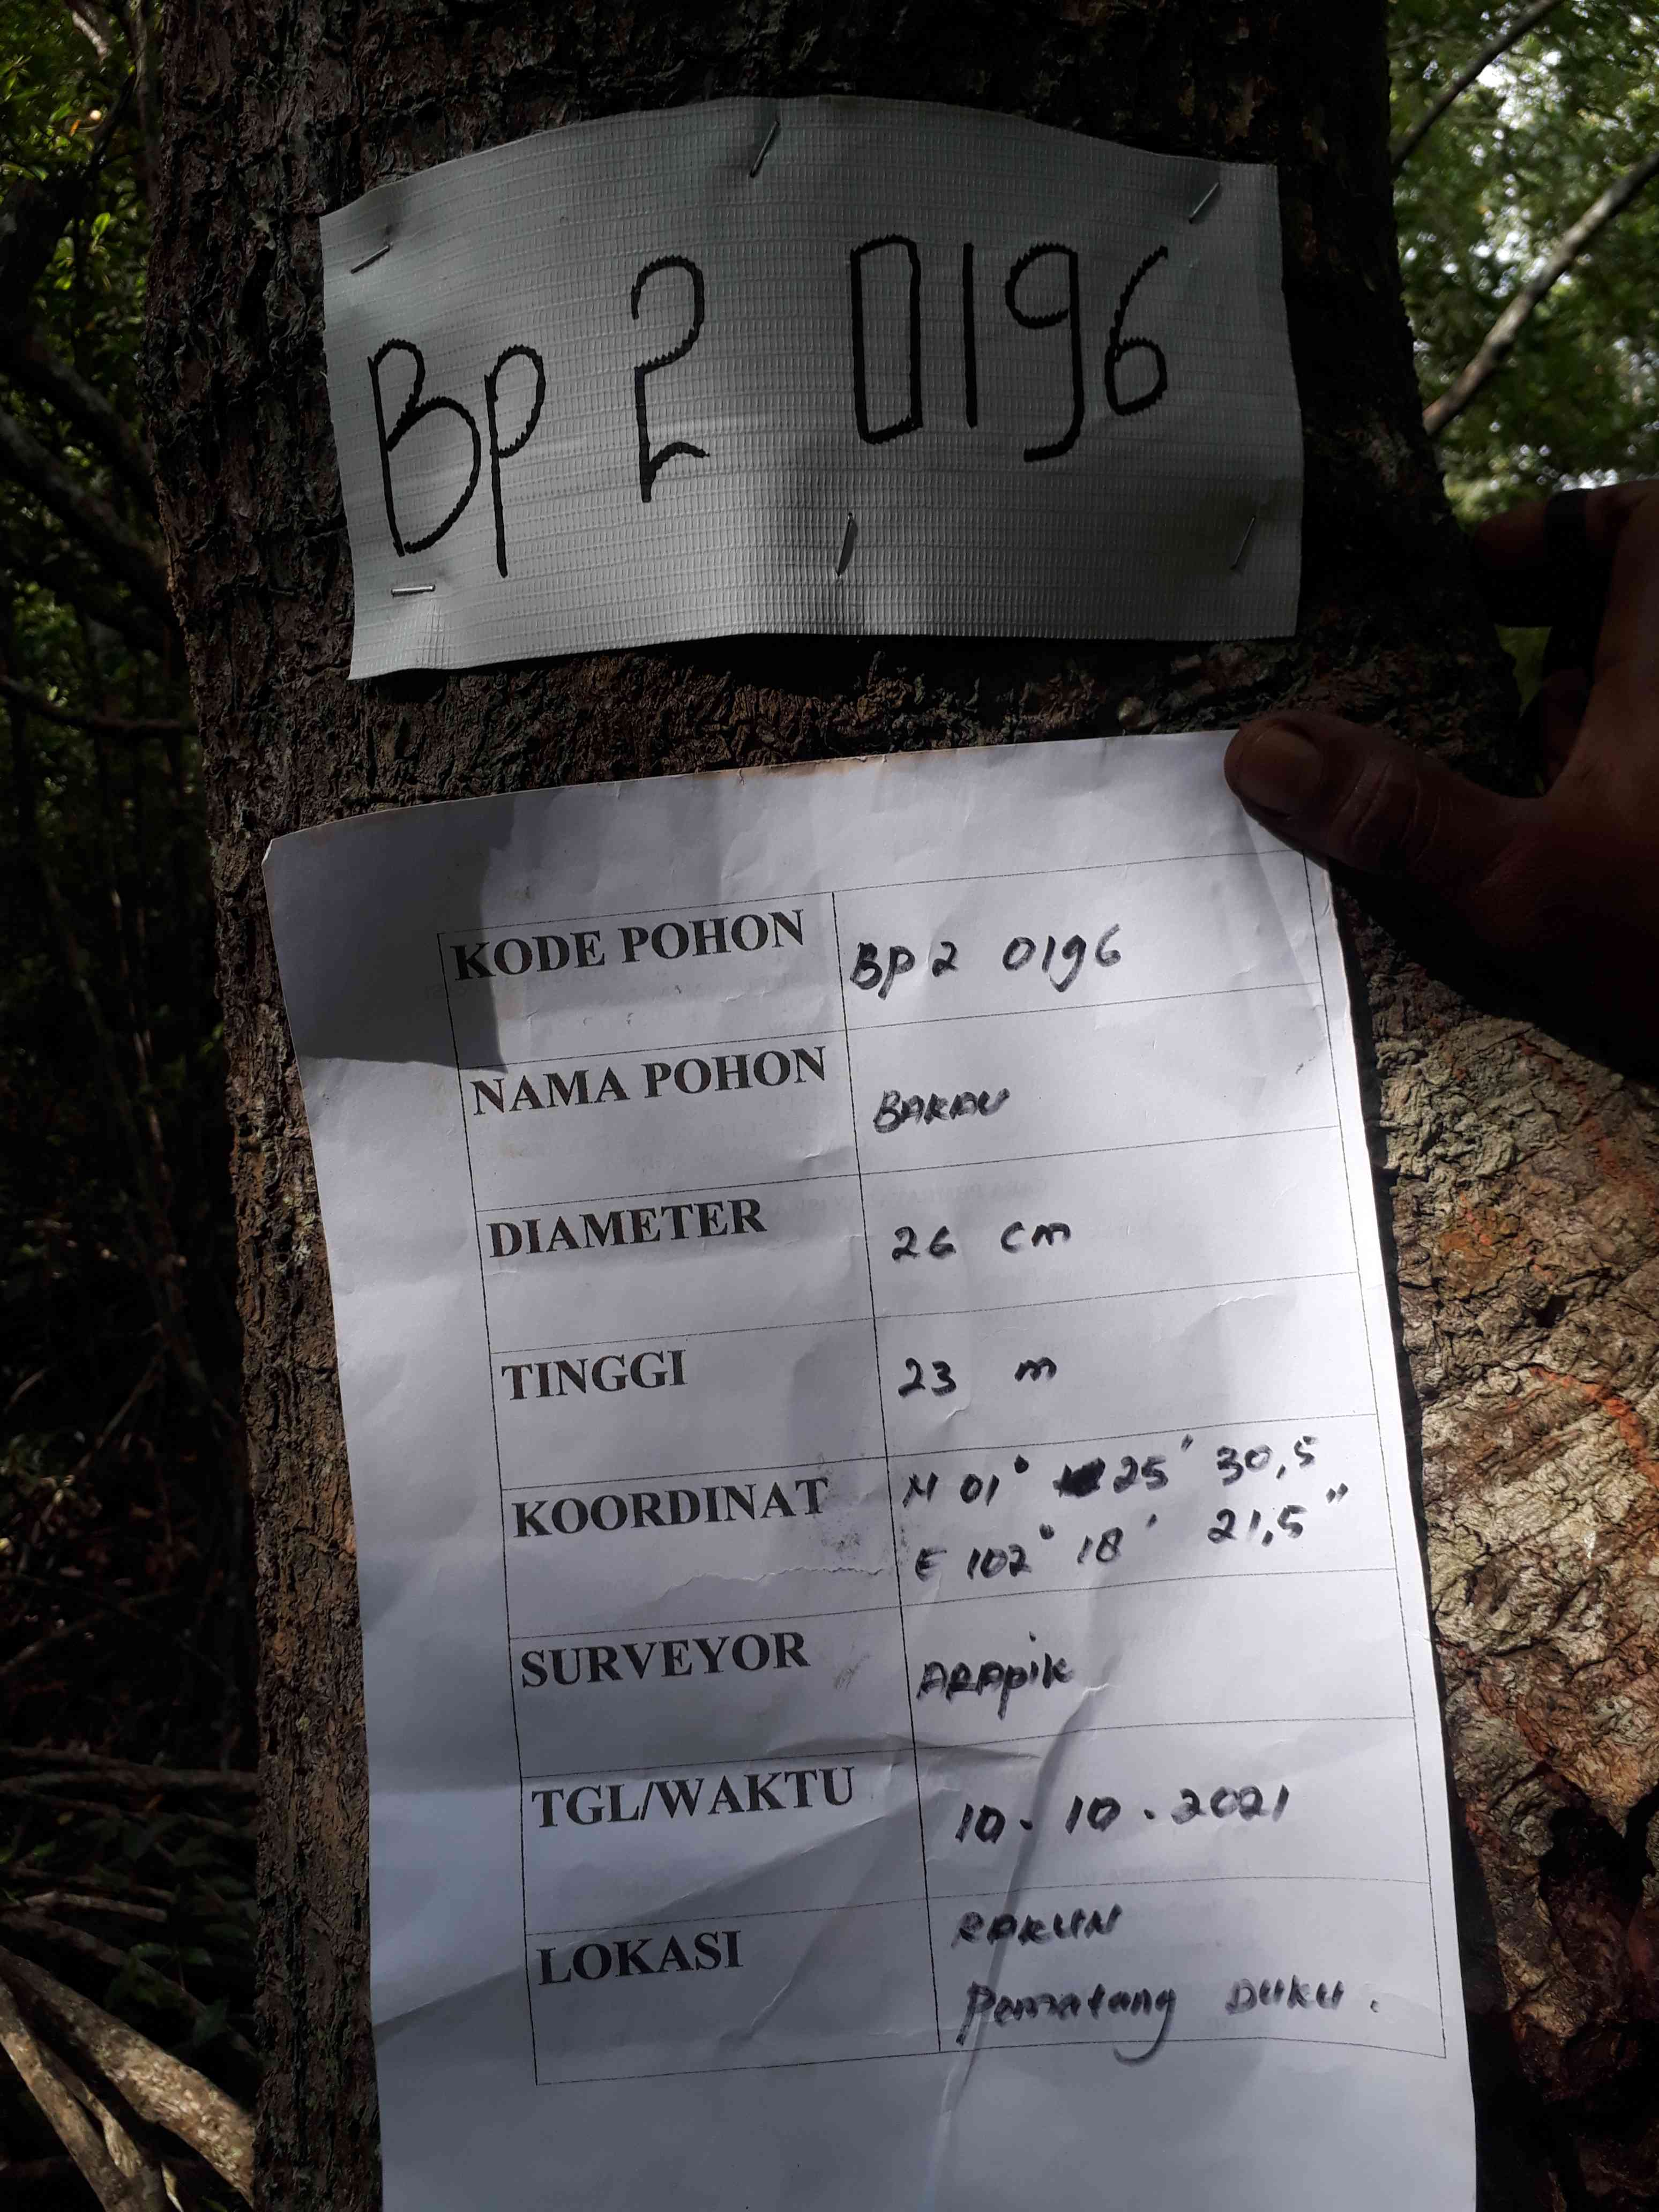 Bp 2 0196
KODE POHON BP 2 0196
NAMA POHON BAKAU
DIAMETER 26 cm
TINGGI 23 m
KOORDINAT N 01° 25' 30,5
E 102° 18' 21,5"
SURVEYOR ARApik
TGL/WAKTU 10.10.2021
LOKASI RAKUN
Pematang DUKU.